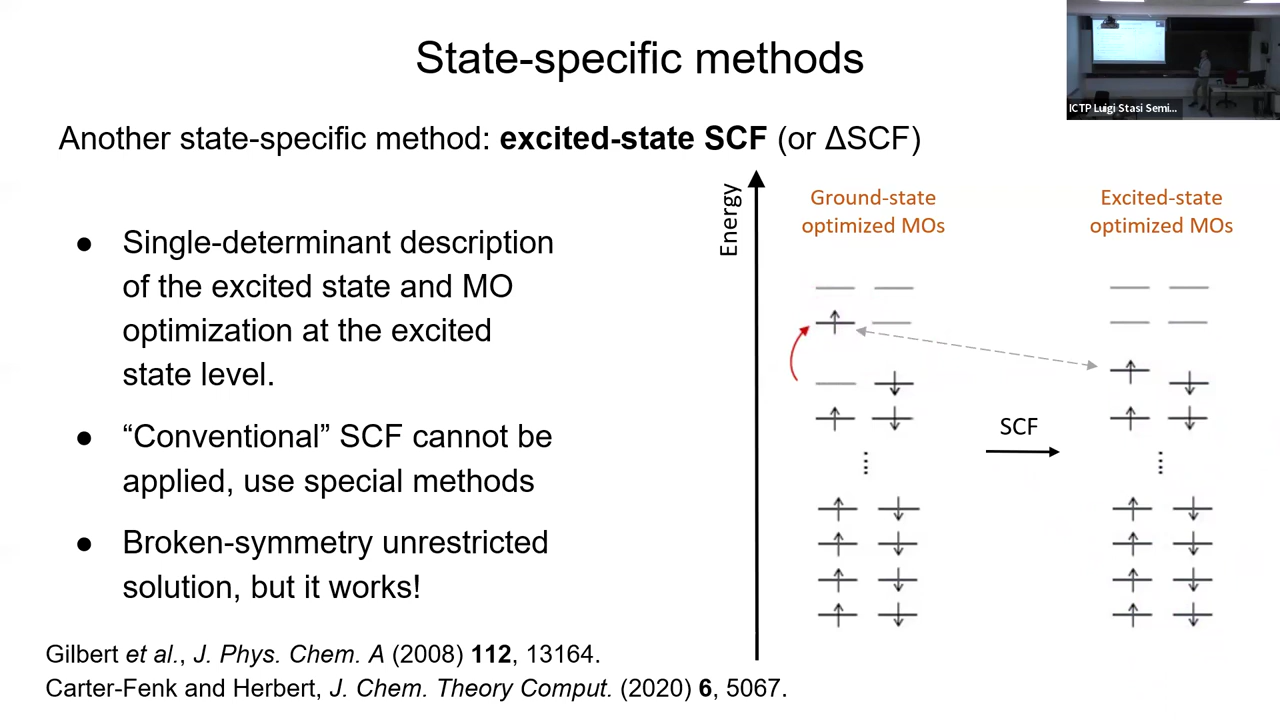 State-specific methods
ICTP Luigi Stasi Semi...
Another state-specific method: excited-state SCF (or ΔSCF)
● Single-determinant description
of the excited state and MO
optimization at the excited
state level.
● “Conventional” SCF cannot be
applied, use special methods
● Broken-symmetry unrestricted
solution, but it works!
Energy
Ground-state
optimized MOs
Excited-state
optimized MOs
SCF
Gilbert et al., J. Phys. Chem. A (2008) 112, 13164.
Carter-Fenk and Herbert, J. Chem. Theory Comput. (2020) 6, 5067.